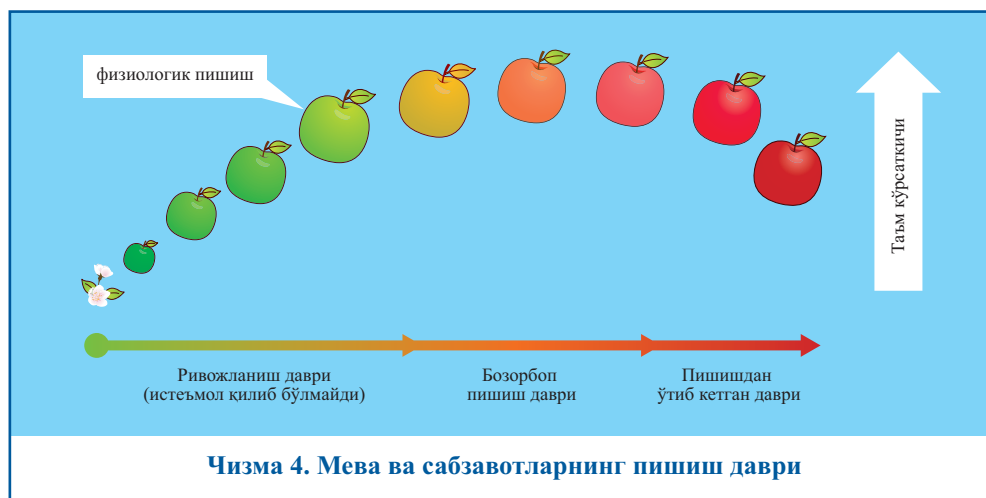 физиологик пишиш
Таъм кўрсаткичи
Ривожланиш даври
(истеъмол қилиб бўлмайди)
Бозорбоп
пишиш даври
Пишишдан
ўтиб кетган даври
Чизма 4. Мева ва сабзавотларнинг пишиш даври